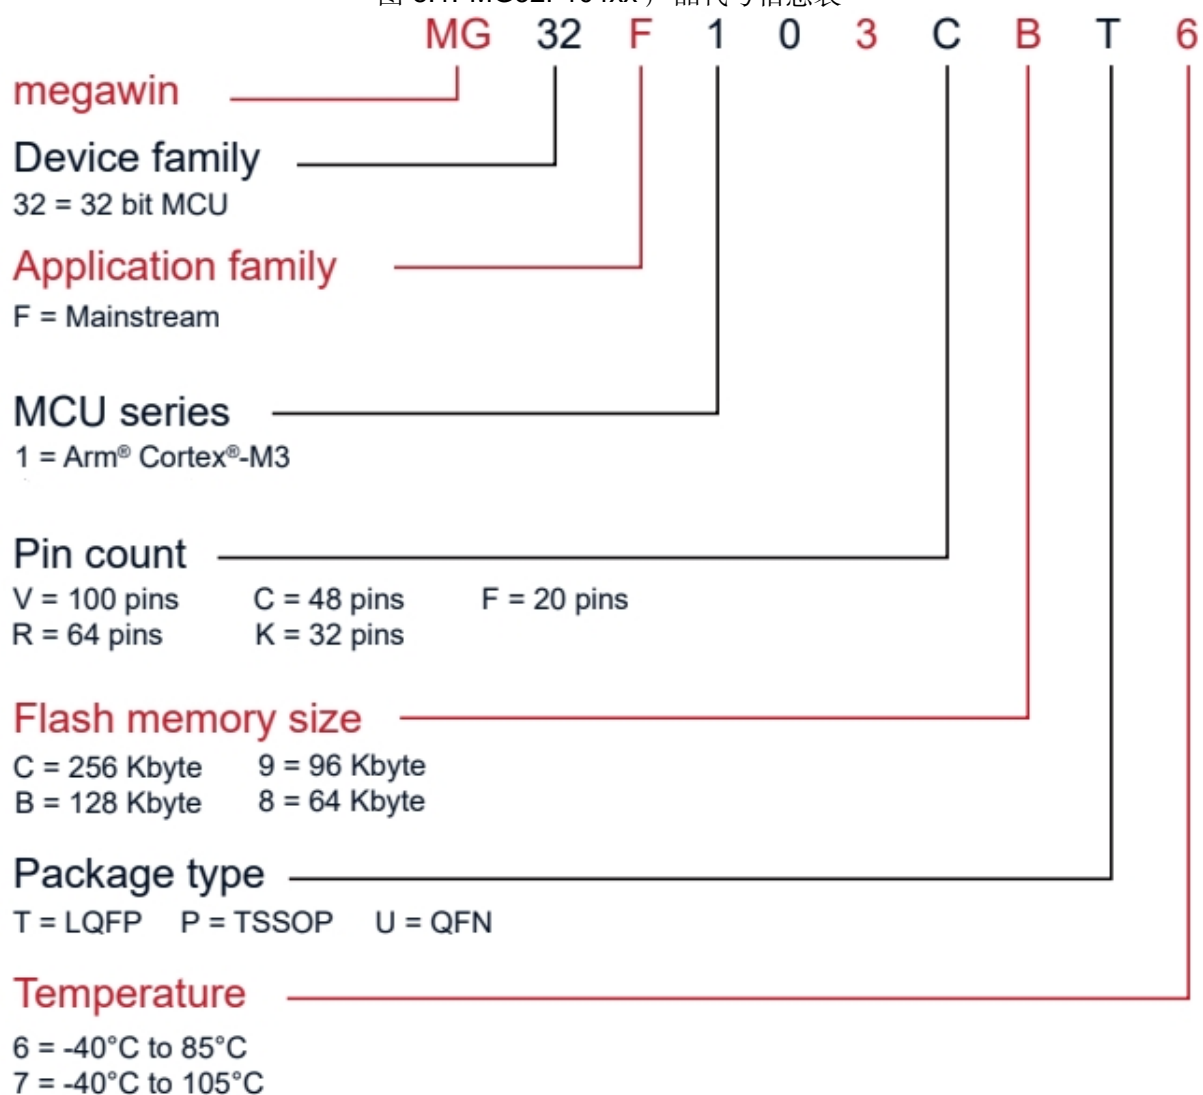 MG 32 F 1 0 3 C B T 6
megawin
Device family
32 = 32 bit MCU
Application family
F = Mainstream
MCU series
1 = Arm® Cortex®-M3
Pin count
V = 100 pins C = 48 pins F = 20 pins
R = 64 pins K = 32 pins
Flash memory size
C = 256 Kbyte 9 = 96 Kbyte
B = 128 Kbyte 8 = 64 Kbyte
Package type
T = LQFP P = TSSOP U = QFN
Temperature
6 = -40°C to 85°C
7 = -40°C to 105°C